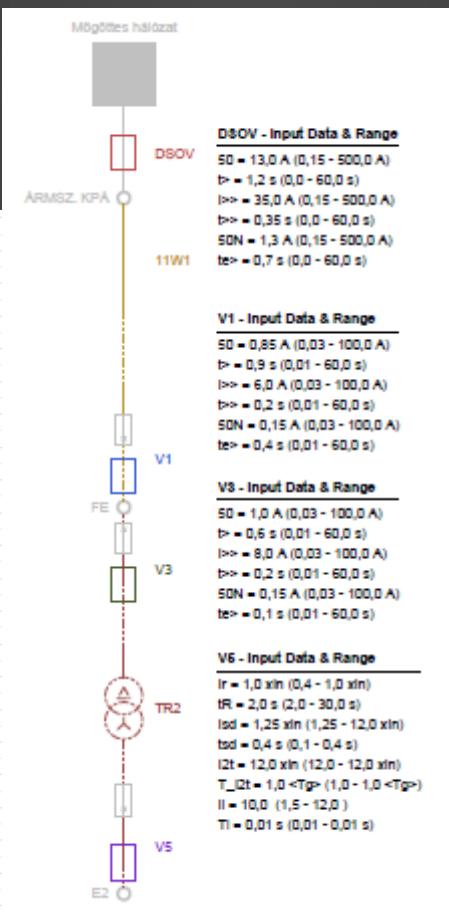 Mögöttes hálózat
DSOV
ÁRMSZ. KPÁ
11W1
V1
FE
V3
TR2
V5
E2
DSOV - Input Data & Range
50 = 13,0 A (0,15 - 500,0 A)
t> = 1,2 s (0,0 - 60,0 s)
I>> = 35,0 A (0,15 - 500,0 A)
t>> = 0,35 s (0,0 - 60,0 s)
50N = 1,3 A (0,15 - 500,0 A)
te> = 0,7 s (0,0 - 60,0 s)
V1 - Input Data & Range
50 = 0,85 A (0,03 - 100,0 A)
t> = 0,9 s (0,01 - 60,0 s)
I>> = 6,0 A (0,03 - 100,0 A)
t>> = 0,2 s (0,01 - 60,0 s)
50N = 0,15 A (0,03 - 100,0 A)
te> = 0,4 s (0,01 - 60,0 s)
V3 - Input Data & Range
50 = 1,0 A (0,03 - 100,0 A)
t> = 0,6 s (0,01 - 60,0 s)
I>> = 8,0 A (0,03 - 100,0 A)
t>> = 0,2 s (0,01 - 60,0 s)
50N = 0,15 A (0,03 - 100,0 A)
te> = 0,1 s (0,01 - 60,0 s)
V5 - Input Data & Range
Ir = 1,0 xIn (0,4 - 1,0 xIn)
tR = 2,0 s (2,0 - 30,0 s)
Isd = 1,25 xIn (1,25 - 12,0 xIn)
tsd = 0,4 s (0,1 - 0,4 s)
I2t = 12,0 xIn (12,0 - 12,0 xIn)
T_I2t = 1,0 <Tg> (1,0 - 1,0 <Tg>)
Ii = 10,0 (1,5 - 12,0 )
Ti = 0,01 s (0,01 - 0,01 s)